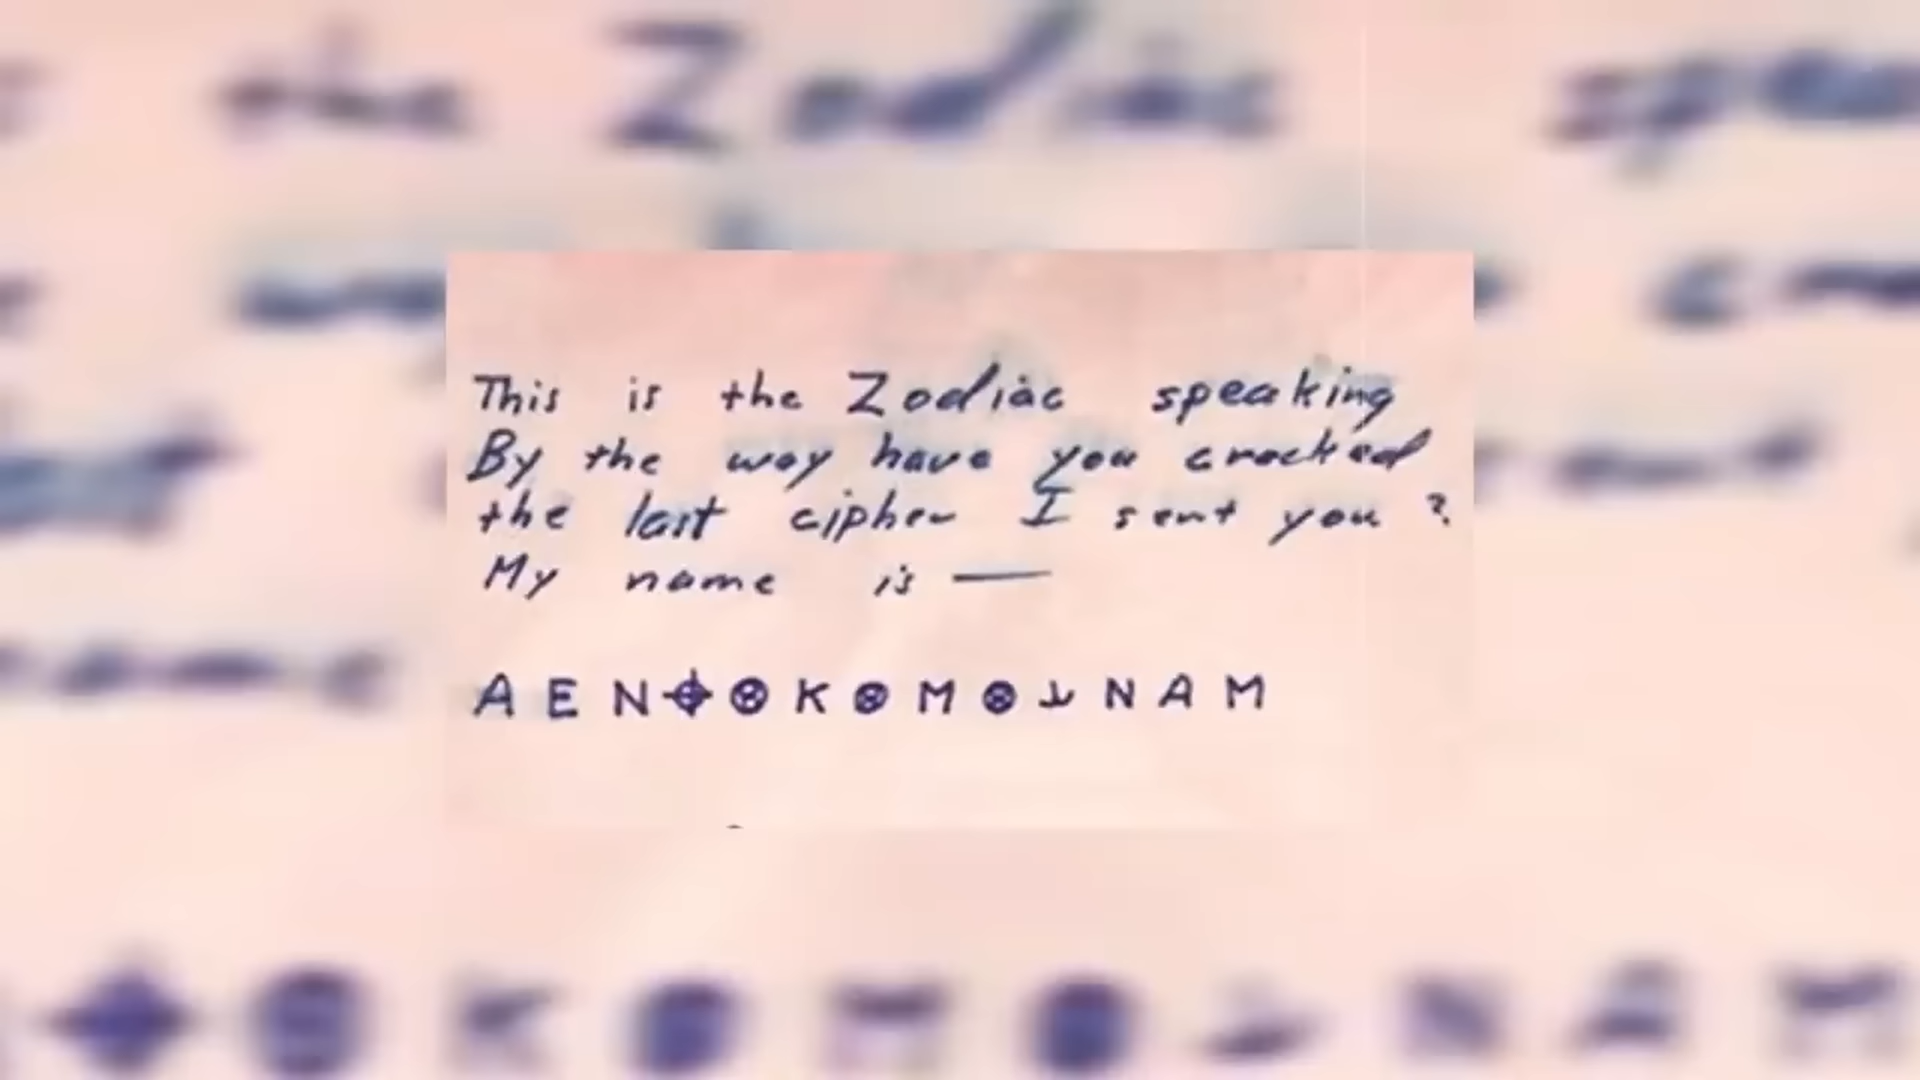 This is the Zodiac speaking
By the way have you cracked
the last cipher I sent you?
My name is —
A E N ⌖ ⊗ K ⊗ M ⊗ ⅄ N A M